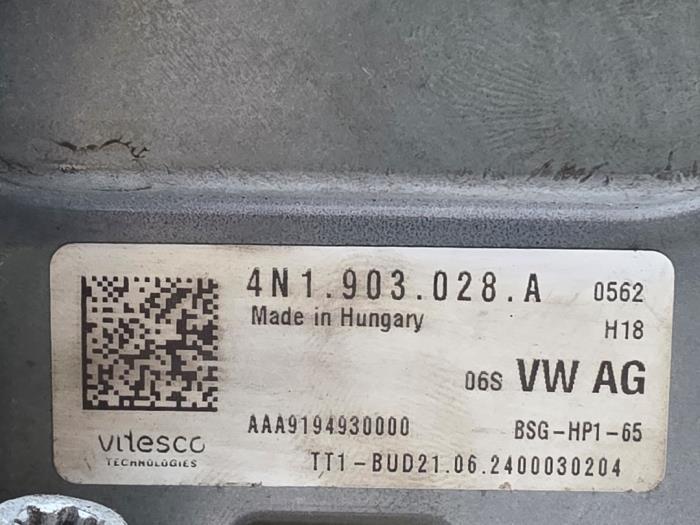 4N1.903.028.A 0562
Made in Hungary H18
06S VW AG
AAA9194930000 BSG-HP1-65
vitesco
TECHNOLOGIES
TT1-BUD21.06.2400030204